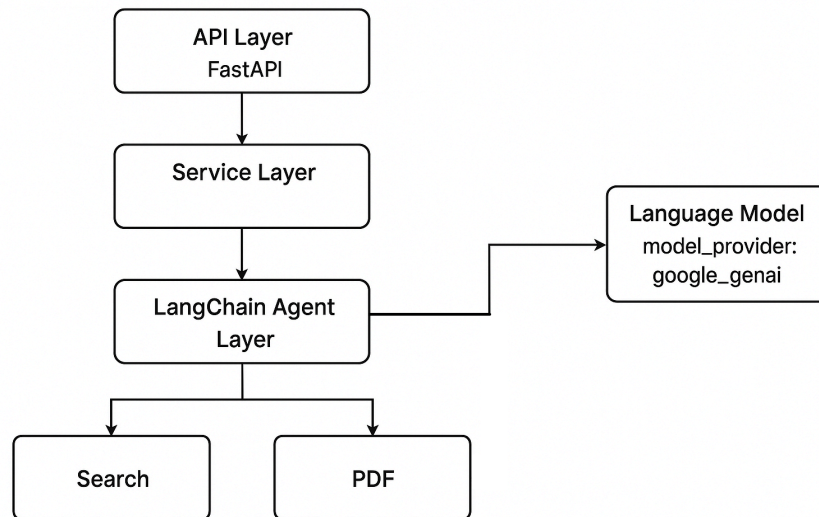 API Layer
FastAPI
Service Layer
LangChain Agent
Layer
Language Model
model_provider:
google_genai
Search
PDF